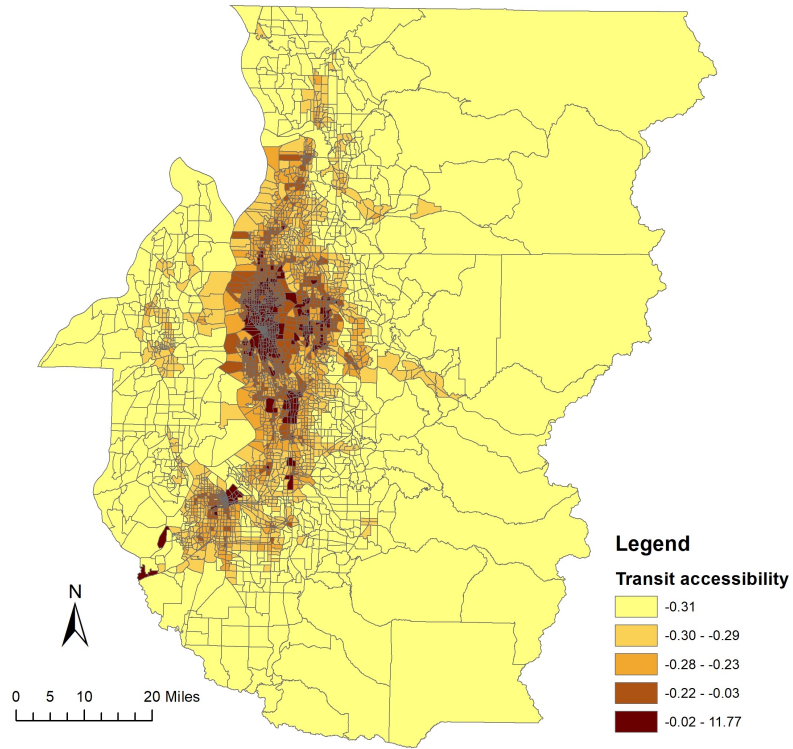 Legend
Transit accessibility
-0.31
-0.30 - -0.29
-0.28 - -0.23
-0.22 - -0.03
-0.02 - 11.77
N
0 5 10 20 Miles